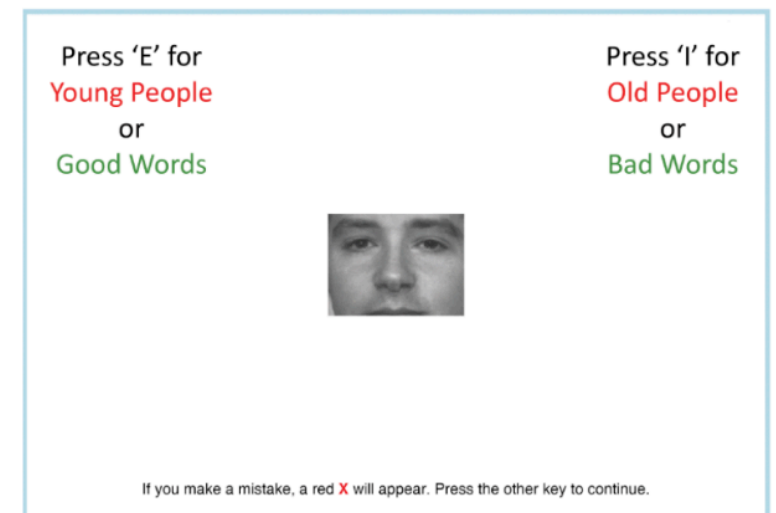 Press ‘E’ for
Young People
or
Good Words
Press ‘I’ for
Old People
or
Bad Words
If you make a mistake, a red X will appear. Press the other key to continue.